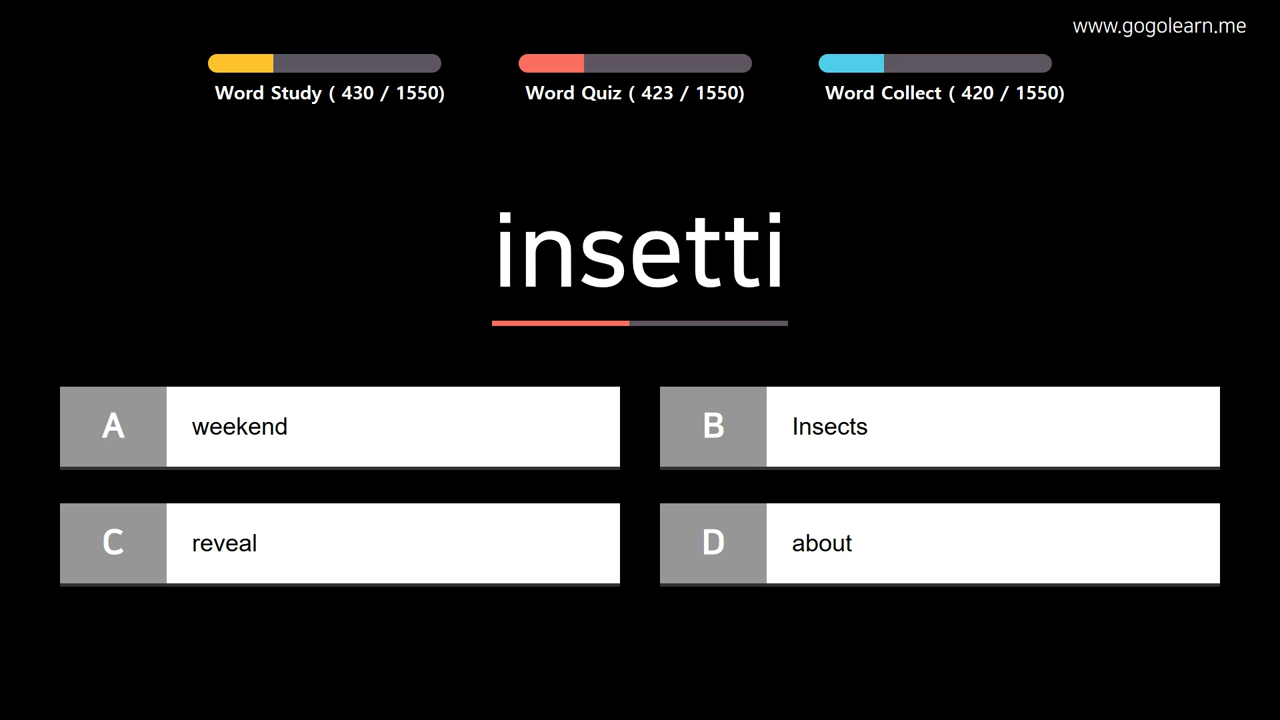 www.gogolearn.me
Word Study ( 430 / 1550)
Word Quiz ( 423 / 1550)
Word Collect ( 420 / 1550)
insetti
A weekend
B Insects
C reveal
D about